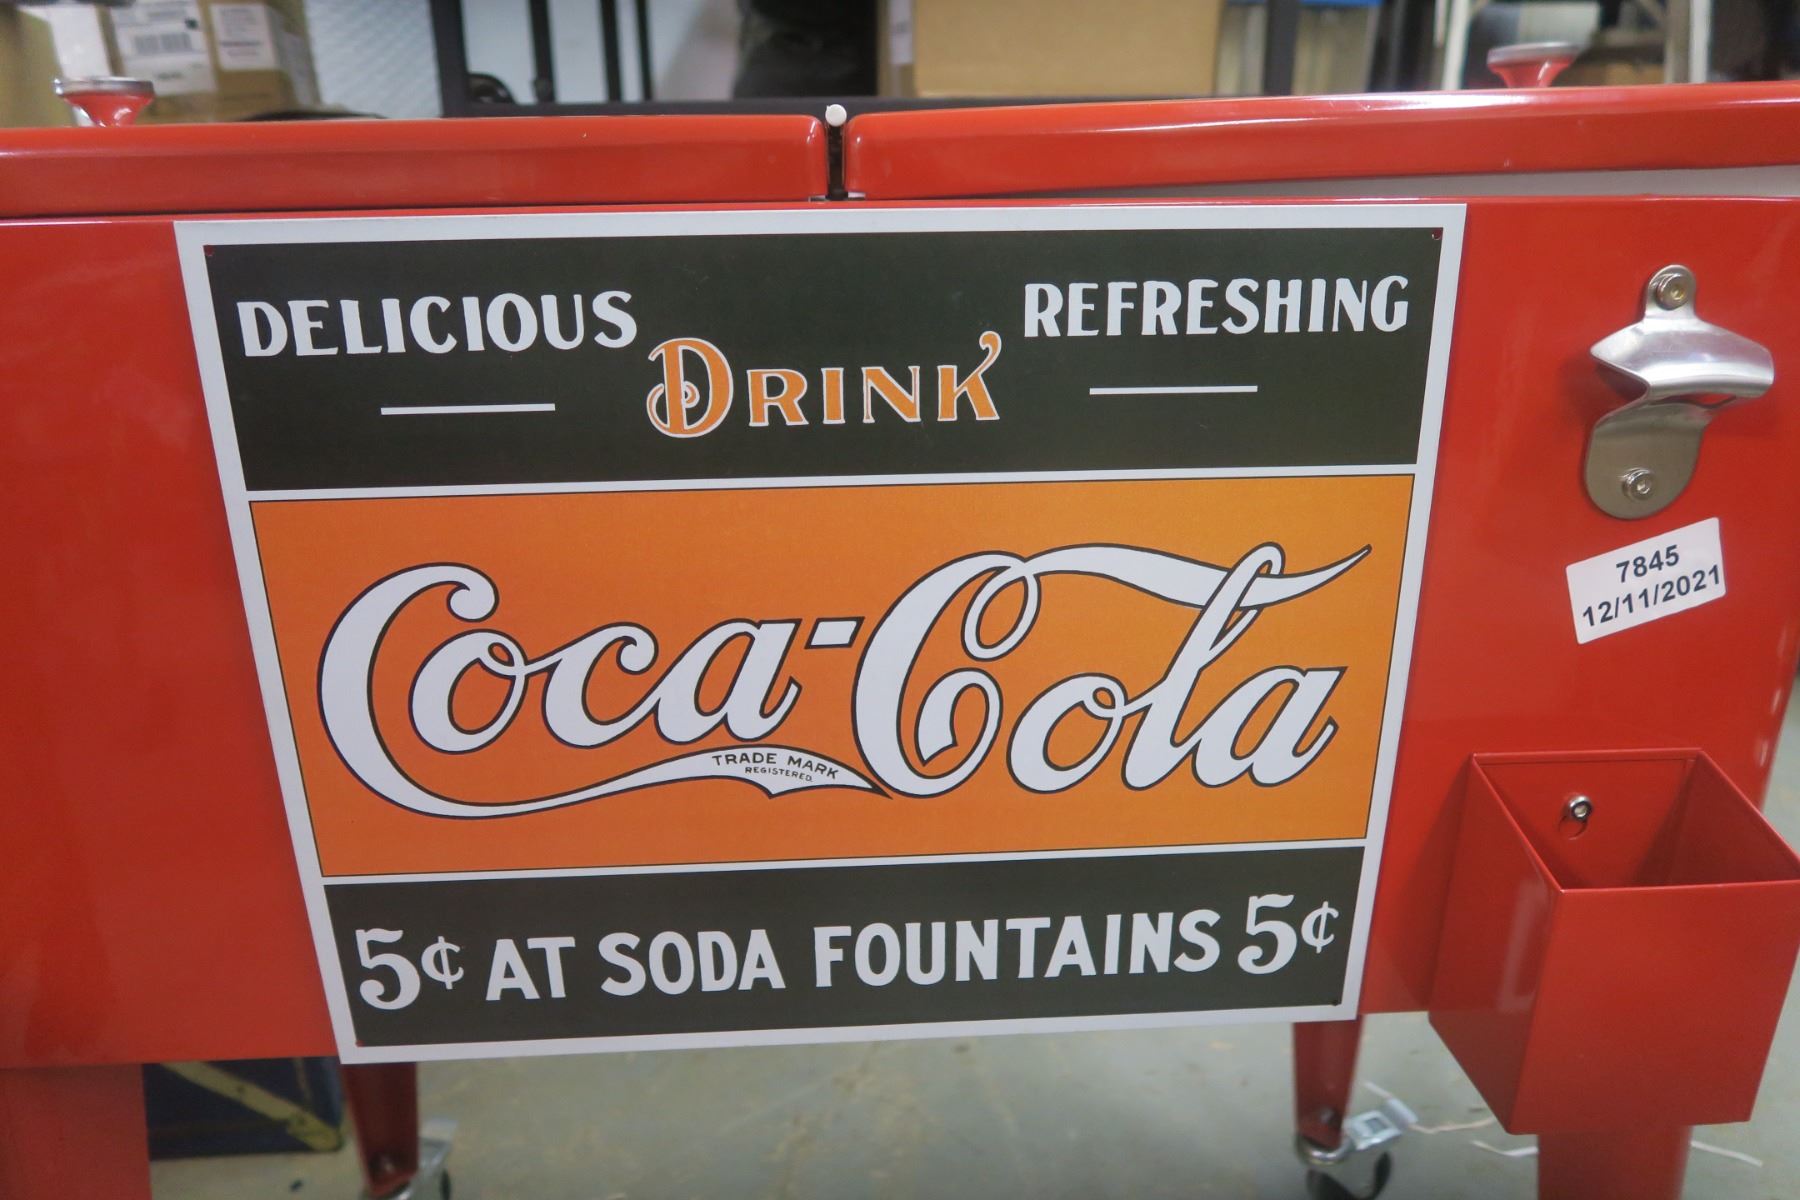 DELICIOUS
REFRESHING
DRINK
Coca-Cola
TRADE MARK
REGISTERED
5¢ AT SODA FOUNTAINS 5¢
7845
12/11/2021